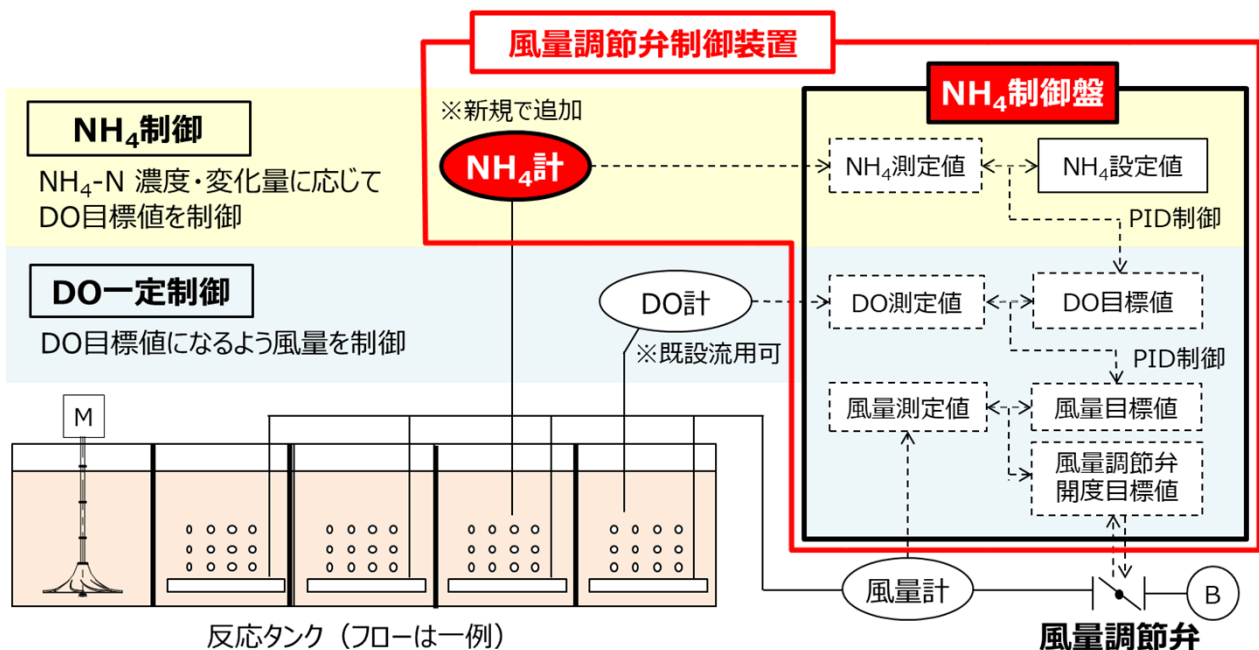 風量調節弁制御装置
NH₄制御盤
NH₄制御
NH₄-N 濃度・変化量に応じて
DO目標値を制御
※新規で追加
NH₄計
NH₄測定値
NH₄設定値
PID制御
DO一定制御
DO目標値になるよう風量を制御
DO計
※既設流用可
DO測定値
DO目標値
PID制御
風量測定値
風量目標値
風量調節弁
開度目標値
M
風量計
B
反応タンク（フローは一例）
風量調節弁